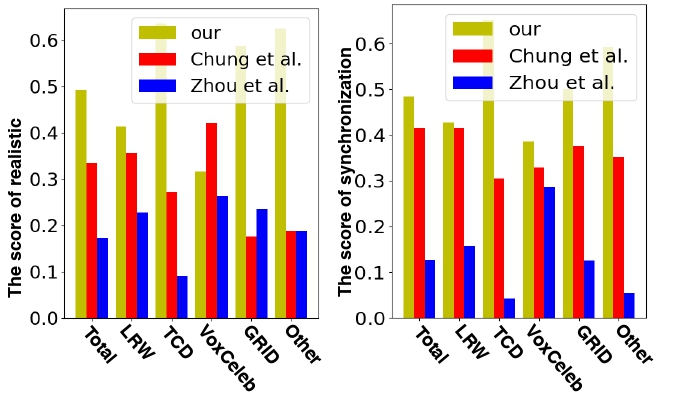 The score of realistic
0.6
0.5
0.4
0.3
0.2
0.1
0.0
our
Chung et al.
Zhou et al.
Total
LRW
TCD
VoxCeleb
GRID
Other
The score of synchronization
0.6
0.5
0.4
0.3
0.2
0.1
0.0
our
Chung et al.
Zhou et al.
Total
LRW
TCD
VoxCeleb
GRID
Other